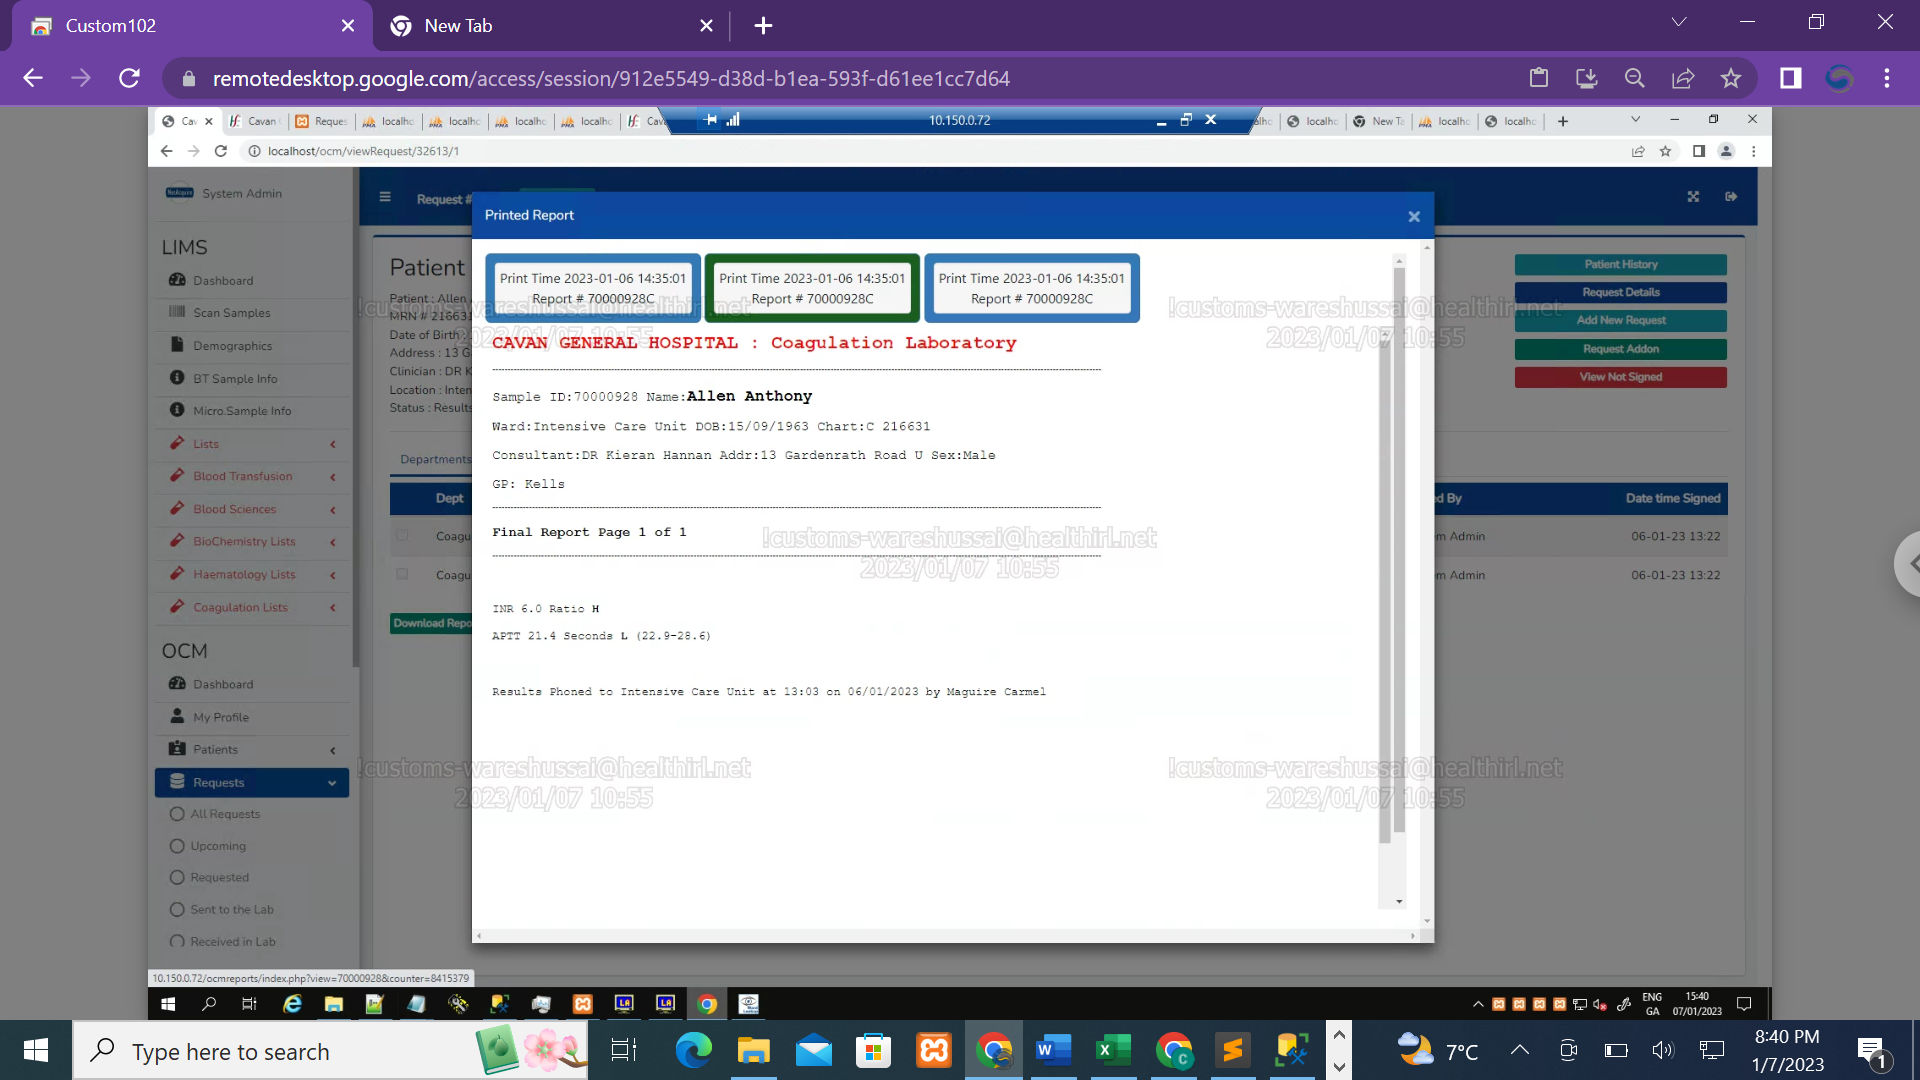 Custom102
New Tab
remotedesktop.google.com/access/session/912e5549-d38d-b1ea-593f-d61ee1cc7d64
Cav
Cavan
Reques
localho
localho
localho
localho
Cava
10.150.0.72
localho
New Ta
localho
localho
localhost/ocm/viewRequest/32613/1
System Admin
Request #
Printed Report
LIMS
Dashboard
Scan Samples
Demographics
BT Sample Info
Micro.Sample Info
Lists
Blood Transfusion
Blood Sciences
BioChemistry Lists
Haematology Lists
Coagulation Lists
OCM
Dashboard
My Profile
Patients
Requests
All Requests
Upcoming
Requested
Sent to the Lab
Received in Lab
Patient
Patient : Allen
MRN # 216631
Date of Birth :
Address : 13 G
Clinician : DR K
Location : Inten
Status : Results
Departments
Dept
Coagu
Coagu
Download Repo
Print Time 2023-01-06 14:35:01
Report # 70000928C
Print Time 2023-01-06 14:35:01
Report # 70000928C
Print Time 2023-01-06 14:35:01
Report # 70000928C
CAVAN GENERAL HOSPITAL : Coagulation Laboratory
Sample ID:70000928 Name:Allen Anthony
Ward:Intensive Care Unit DOB:15/09/1963 Chart:C 216631
Consultant:DR Kieran Hannan Addr:13 Gardenrath Road U Sex:Male
GP: Kells
Final Report Page 1 of 1
INR 6.0 Ratio H
APTT 21.4 Seconds L (22.9-28.6)
Results Phoned to Intensive Care Unit at 13:03 on 06/01/2023 by Maguire Carmel
Patient History
Request Details
Add New Request
Request Addon
View Not Signed
d By
Date time Signed
m Admin
06-01-23 13:22
m Admin
06-01-23 13:22
!customs-wareshussai@healthirl.net
2023/01/07 10:55
!customs-wareshussai@healthirl.net
2023/01/07 10:55
!customs-wareshussai@healthirl.net
2023/01/07 10:55
!customs-wareshussai@healthirl.net
2023/01/07 10:55
!customs-wareshussai@healthirl.net
2023/01/07 10:55
10.150.0.72/ocmreports/index.php?view=70000928&counter=8415379
ENG
GA
15:40
07/01/2023
Type here to search
7°C
8:40 PM
1/7/2023
1